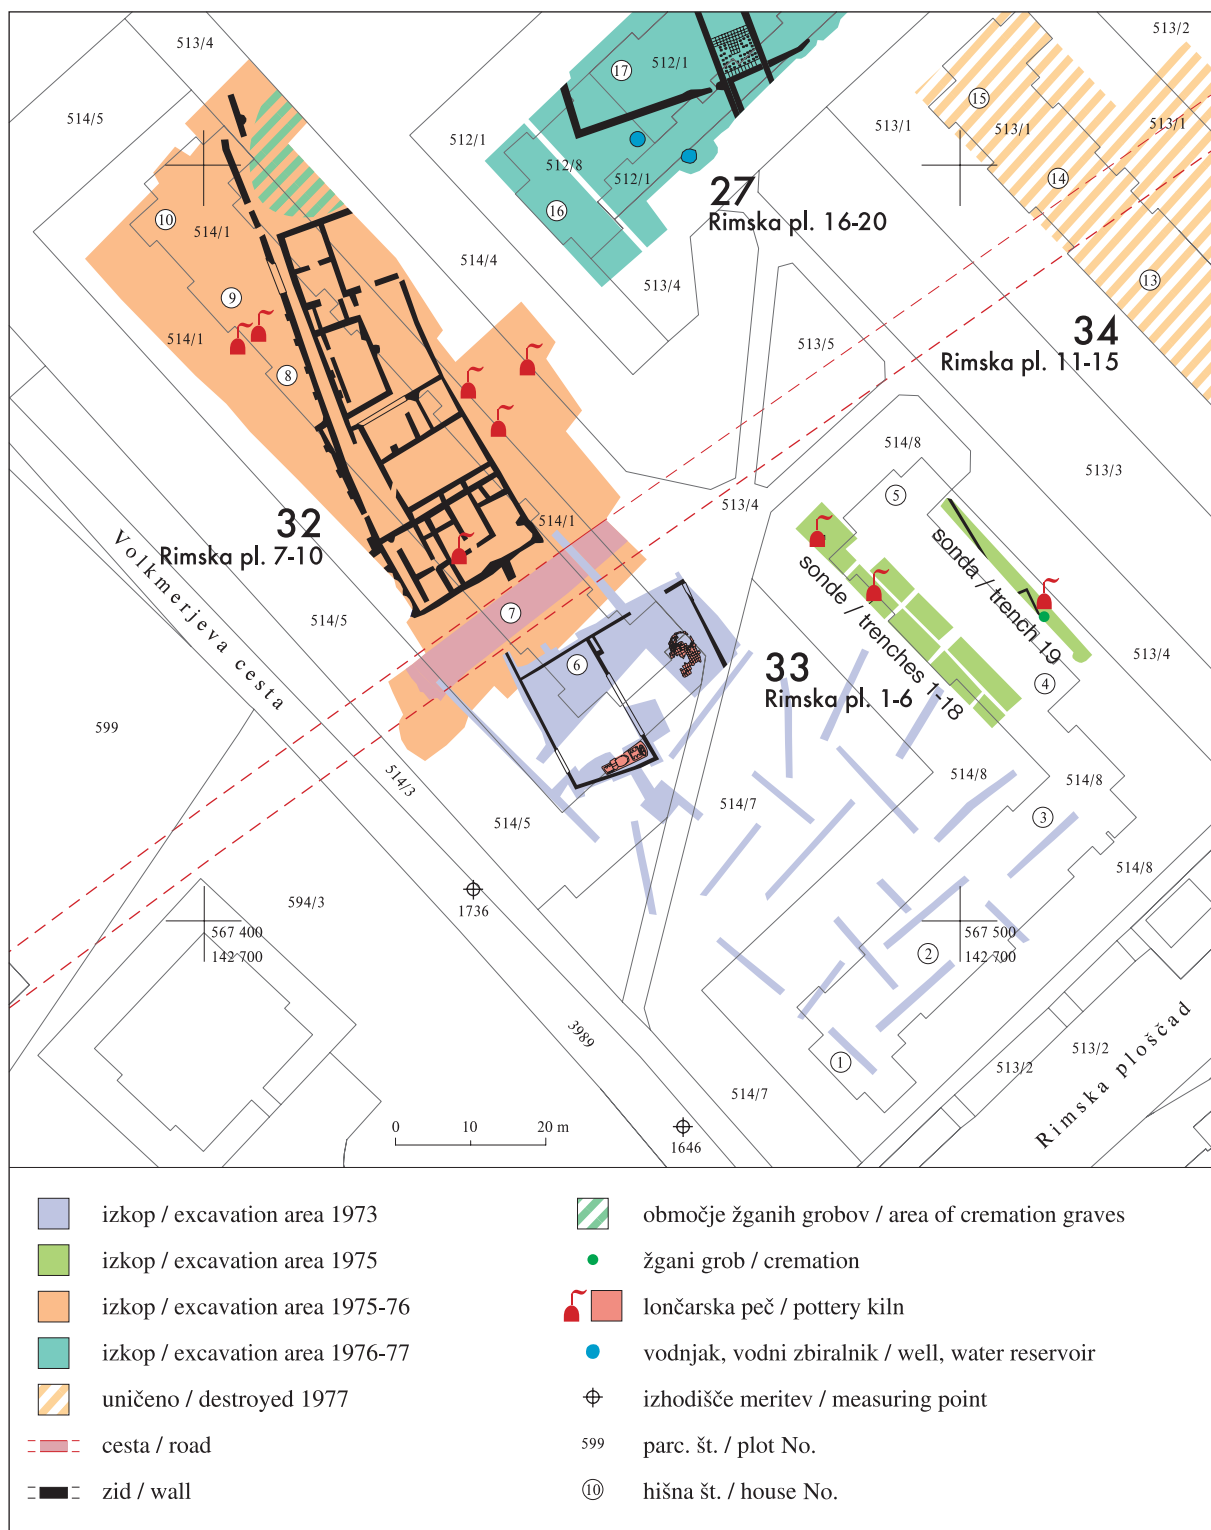 513/4
513/2
17
512/1
514/5
15
512/1
513/1
513/1
513/1
512/8
512/1
14
27
Rimska pl. 16-20
10
16
514/1
514/4
513/4
13
9
514/1
513/5
34
Rimska pl. 11-15
8
514/8
513/3
5
513/4
32
Rimska pl. 7-10
514/1
Volkmerjeva cesta
sonde / trenches 1-18
sonda / trench 19
7
514/5
6
33
Rimska pl. 1-6
513/4
4
599
514/3
514/8
514/8
514/7
514/5
3
514/8
1736
594/3
567 400
142 700
567 500
142 700
2
3989
1
513/2
513/2
Rimska ploščad
514/7
0 10 20 m
1646
izkop / excavation area 1973
izkop / excavation area 1975
izkop / excavation area 1975-76
izkop / excavation area 1976-77
uničeno / destroyed 1977
cesta / road
zid / wall
območje žganih grobov / area of cremation graves
žgani grob / cremation
lončarska peč / pottery kiln
vodnjak, vodni zbiralnik / well, water reservoir
izhodišče meritev / measuring point
599 parc. št. / plot No.
10 hišna št. / house No.